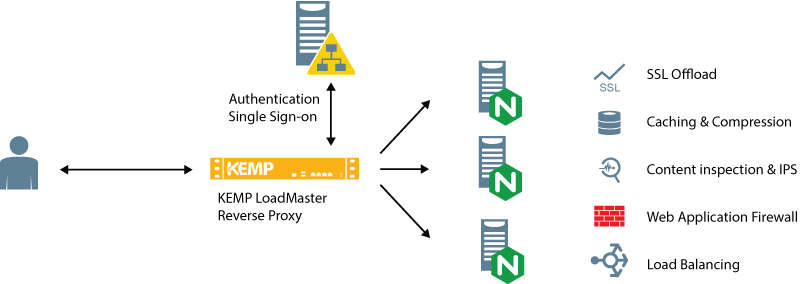 Authentication
Single Sign-on
KEMP
KEMP LoadMaster
Reverse Proxy
N
N
N
SSL
SSL Offload
Caching & Compression
Content inspection & IPS
Web Application Firewall
Load Balancing